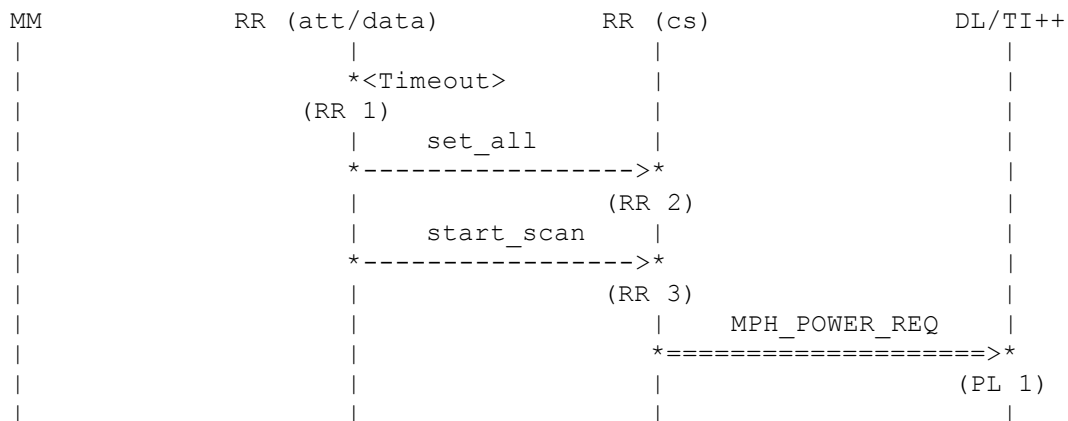 MM RR (att/data) RR (cs) DL/TI++
*<Timeout>
(RR 1)
set_all
*----------------->*
(RR 2)
start_scan
*----------------->*
(RR 3)
MPH_POWER_REQ
*====================>*
(PL 1)